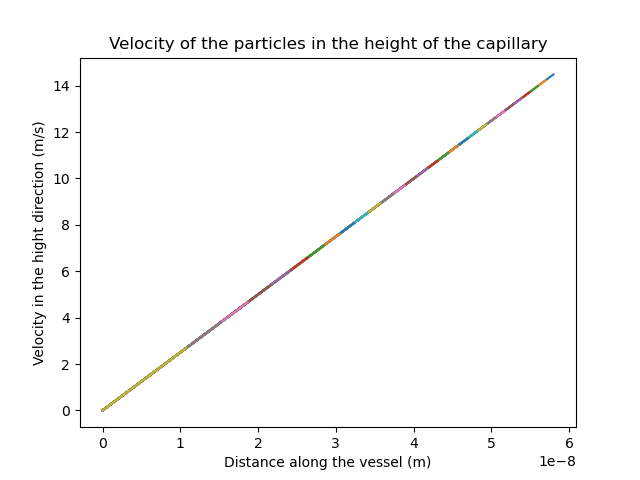 Velocity of the particles in the height of the capillary
Velocity in the hight direction (m/s)
14
12
10
8
6
4
2
0
0 1 2 3 4 5 6
1e−8
Distance along the vessel (m)